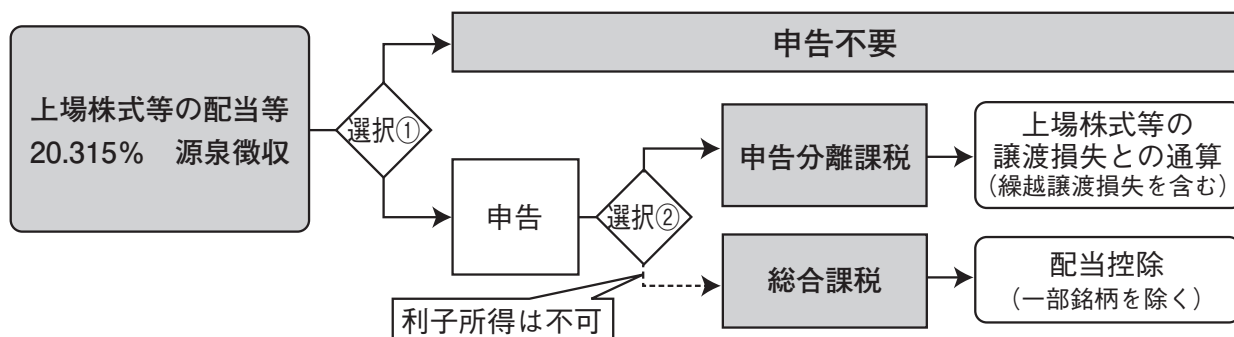 申告不要
上場株式等の配当等
20.315%　源泉徴収
選択①
申告
選択②
申告分離課税
上場株式等の
譲渡損失との通算
（繰越譲渡損失を含む）
総合課税
配当控除
（一部銘柄を除く）
利子所得は不可